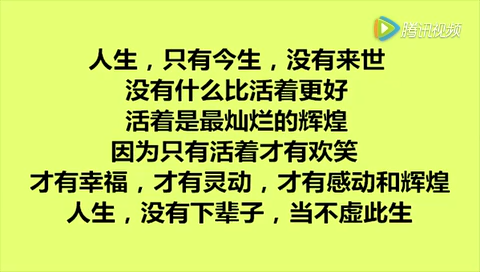 腾讯视频
人生，只有今生，没有来世
没有什么比活着更好
活着是最灿烂的辉煌
因为只有活着才有欢笑
才有幸福，才有灵动，才有感动和辉煌
人生，没有下辈子，当不虚此生